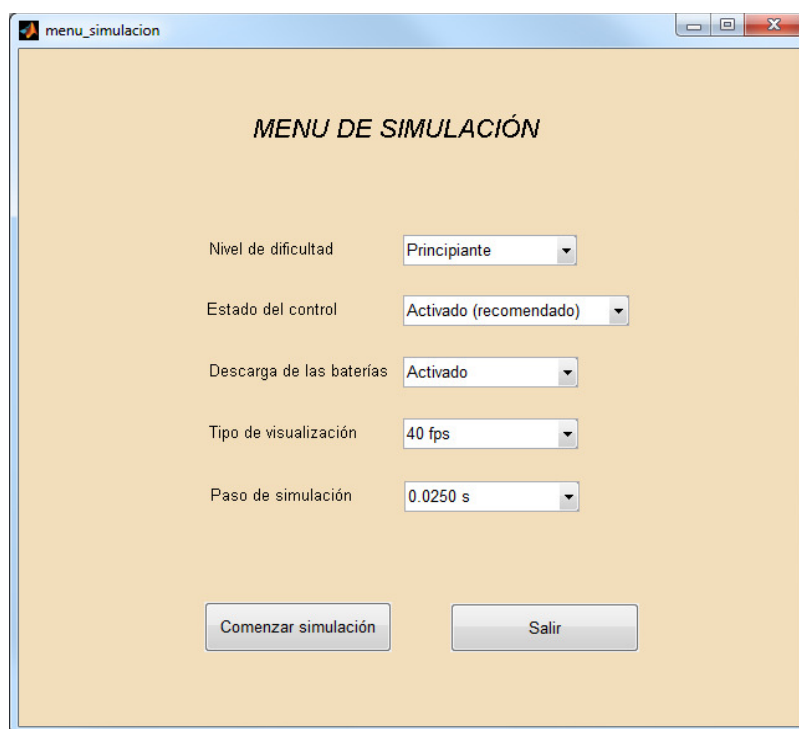 menu_simulacion
MENU DE SIMULACIÓN
Nivel de dificultad Principiante
Estado del control Activado (recomendado)
Descarga de las baterías Activado
Tipo de visualización 40 fps
Paso de simulación 0.0250 s
Comenzar simulación Salir